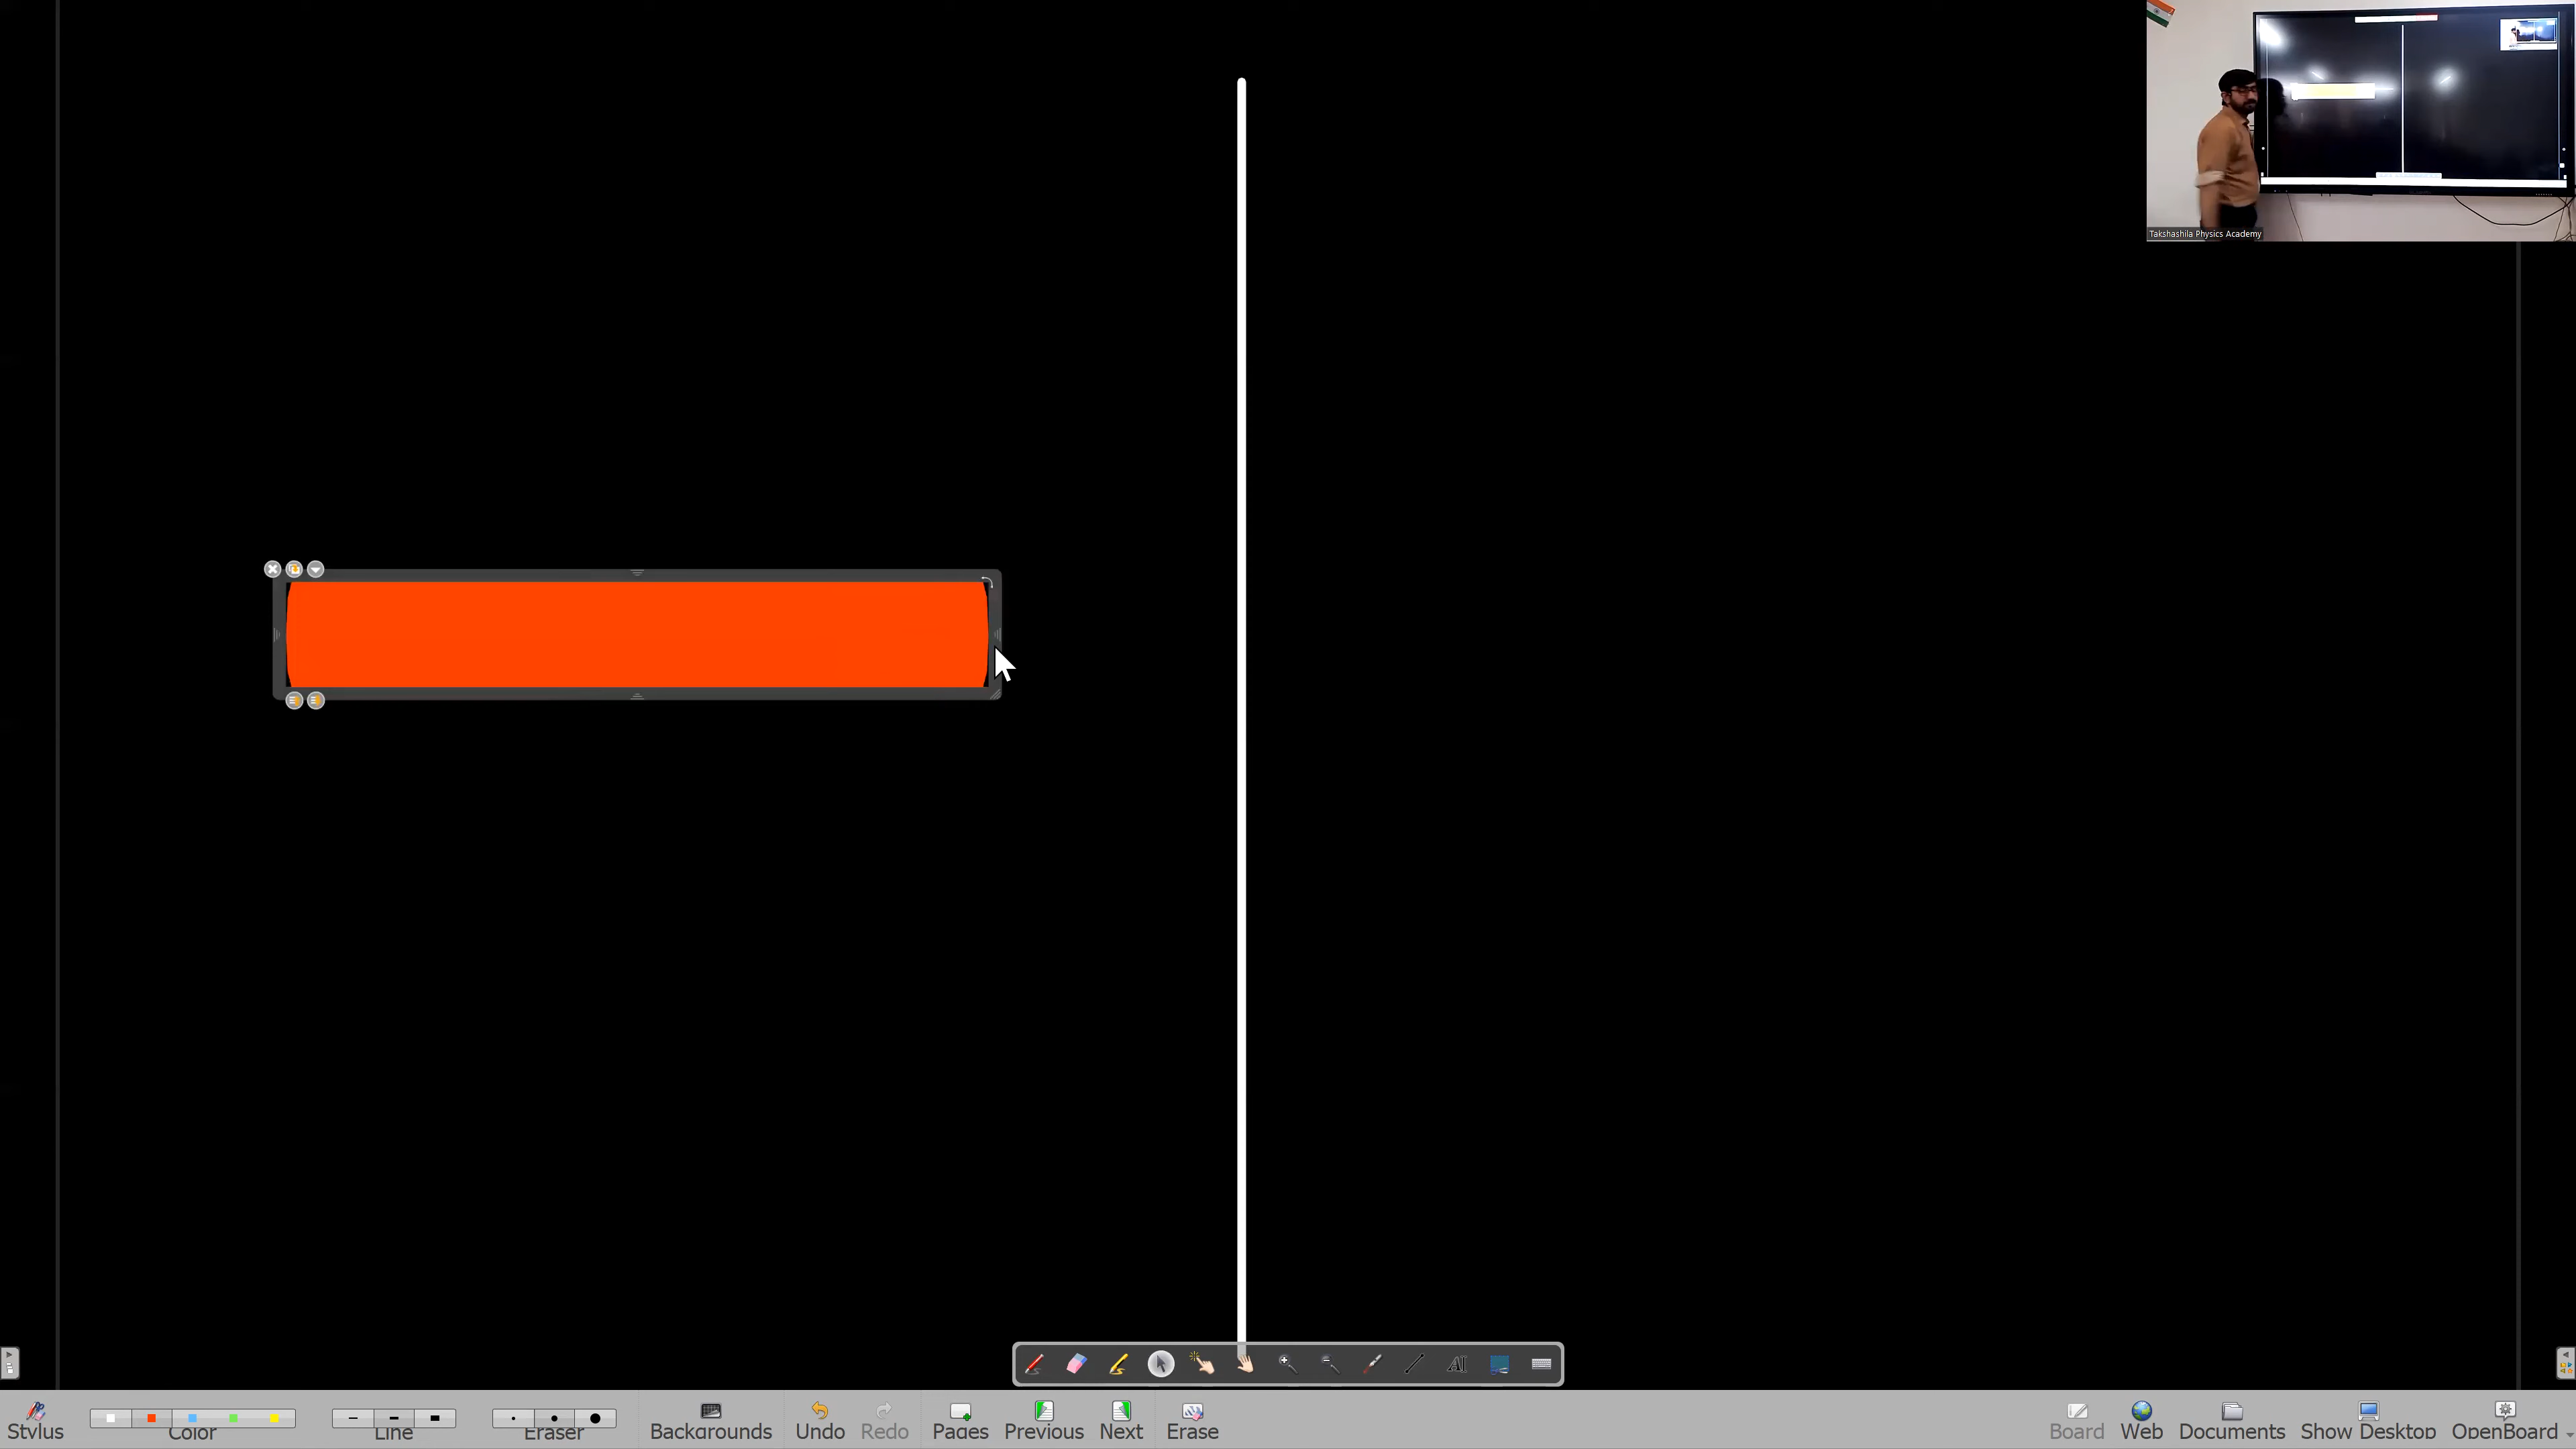 Takshashila Physics Academy
Stylus
Color
Line
Eraser
Backgrounds
Undo
Redo
Pages
Previous
Next
Erase
Board
Web
Documents
Show Desktop
OpenBoard
AI